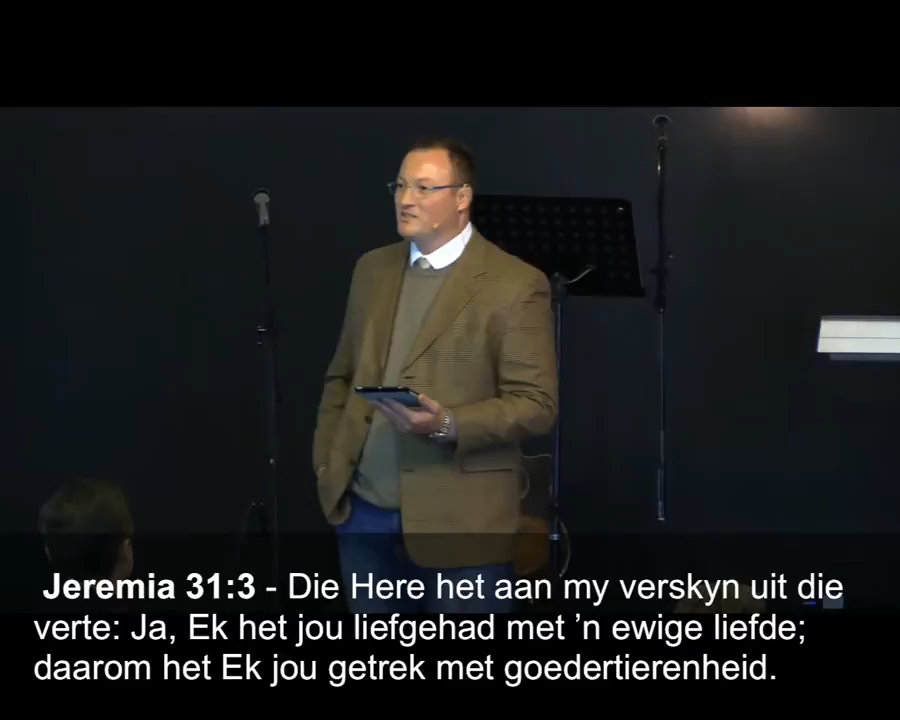 Jeremia 31:3 - Die Here het aan my verskyn uit die
verte: Ja, Ek het jou liefgehad met ’n ewige liefde;
daarom het Ek jou getrek met goedertierenheid.